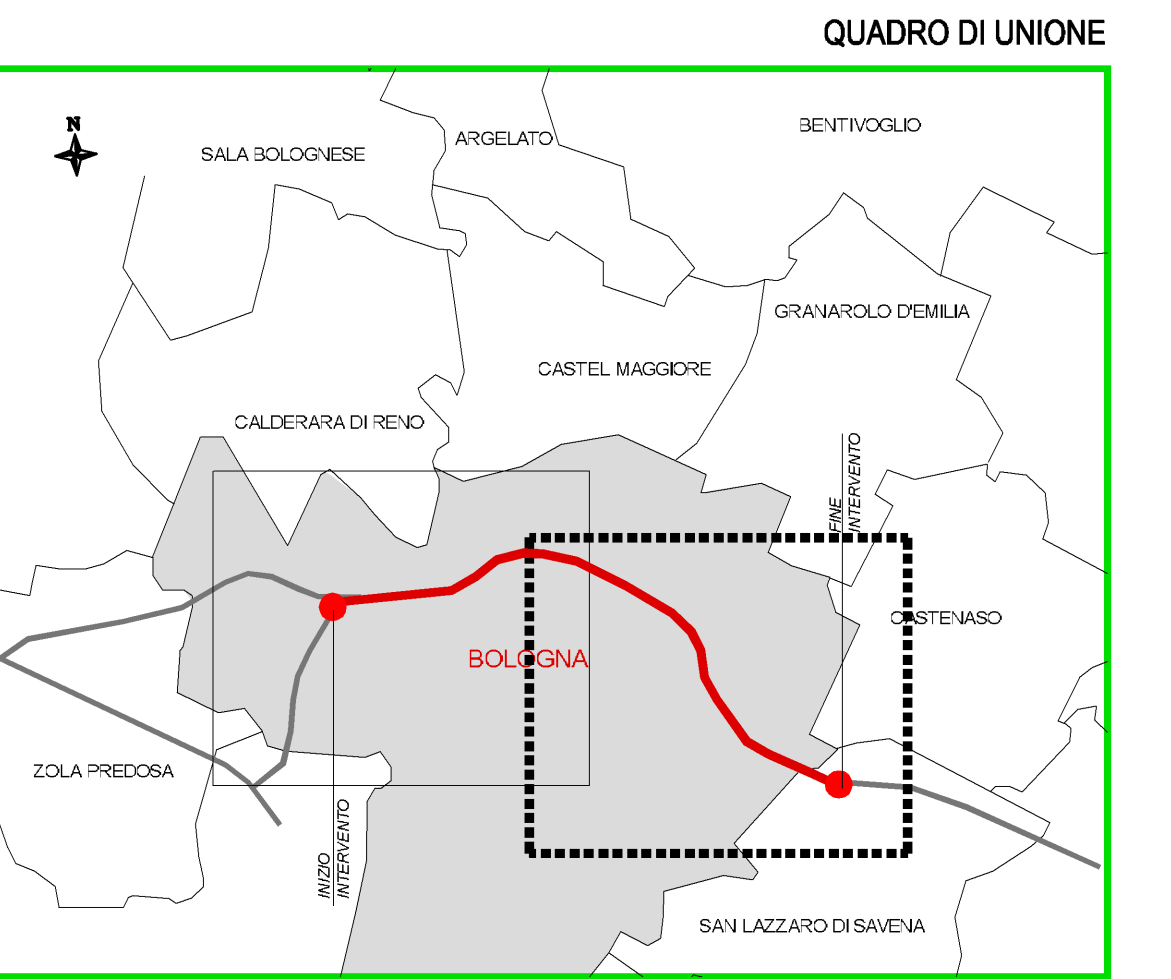 QUADRO DI UNIONE
N
SALA BOLOGNESE
ARGELATO
BENTIVOGLIO
GRANAROLO D'EMILIA
CASTEL MAGGIORE
CALDERARA DI RENO
FINE
INTERVENTO
CASTENASO
BOLOGNA
ZOLA PREDOSA
INIZIO
INTERVENTO
SAN LAZZARO DI SAVENA